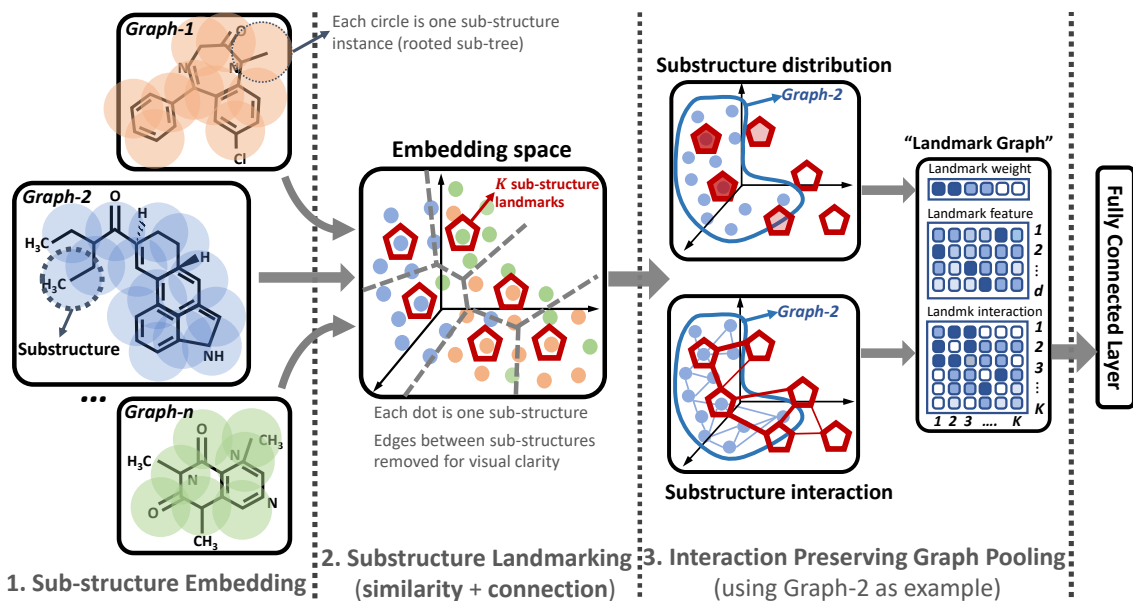 Graph-1
O
N
N
Cl
Each circle is one sub-structure
instance (rooted sub-tree)
Graph-2
O
H
H₃C
H
H₃C
NH
Substructure
...
Graph-n
O
CH₃
H₃C
N
N
O
N
CH₃
1. Sub-structure Embedding
Embedding space
K sub-structure
landmarks
Each dot is one sub-structure
Edges between sub-structures
removed for visual clarity
2. Substructure Landmarking
(similarity + connection)
Substructure distribution
Graph-2
Graph-2
Substructure interaction
3. Interaction Preserving Graph Pooling
(using Graph-2 as example)
“Landmark Graph”
Landmark weight
Landmark feature
1
2
⋮
d
Landmk interaction
1
2
3
⋮
K
1 2 3 .... K
Fully Connected Layer